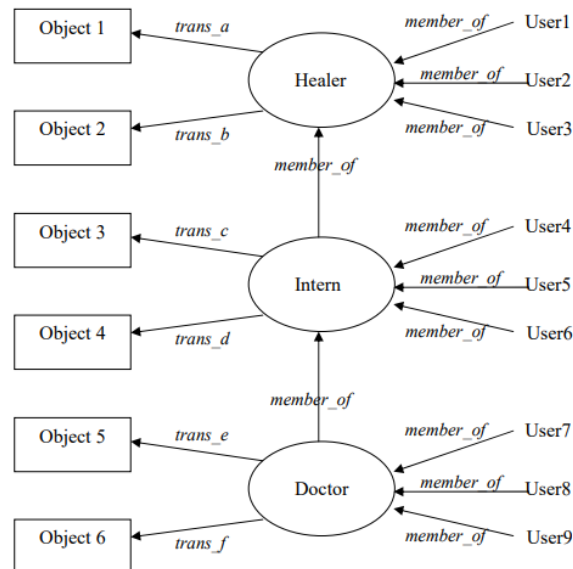 Object 1
trans_a
member_of
User1
Healer
member_of
User2
Object 2
trans_b
member_of
User3
member_of
Object 3
trans_c
member_of
User4
Intern
member_of
User5
Object 4
trans_d
member_of
User6
member_of
Object 5
trans_e
member_of
User7
Doctor
member_of
User8
Object 6
trans_f
member_of
User9